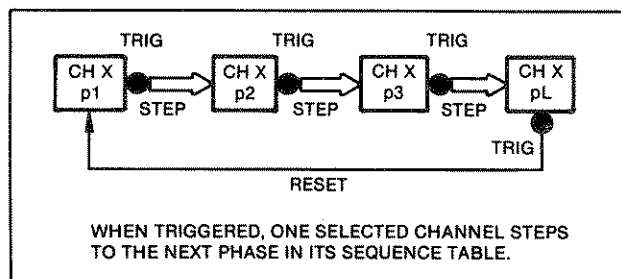 TRIG TRIG TRIG
CH X CH X CH X CH X
p1 p2 p3 pL
STEP STEP STEP
TRIG
RESET
WHEN TRIGGERED, ONE SELECTED CHANNEL STEPS
TO THE NEXT PHASE IN ITS SEQUENCE TABLE.